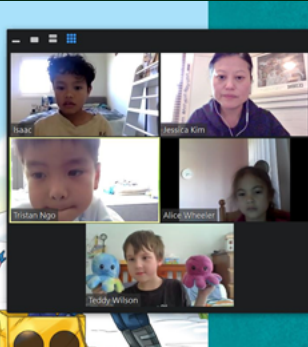 Isaac
Jessica Kim
Tristan Ngo
Alice Wheeler
Teddy Wilson